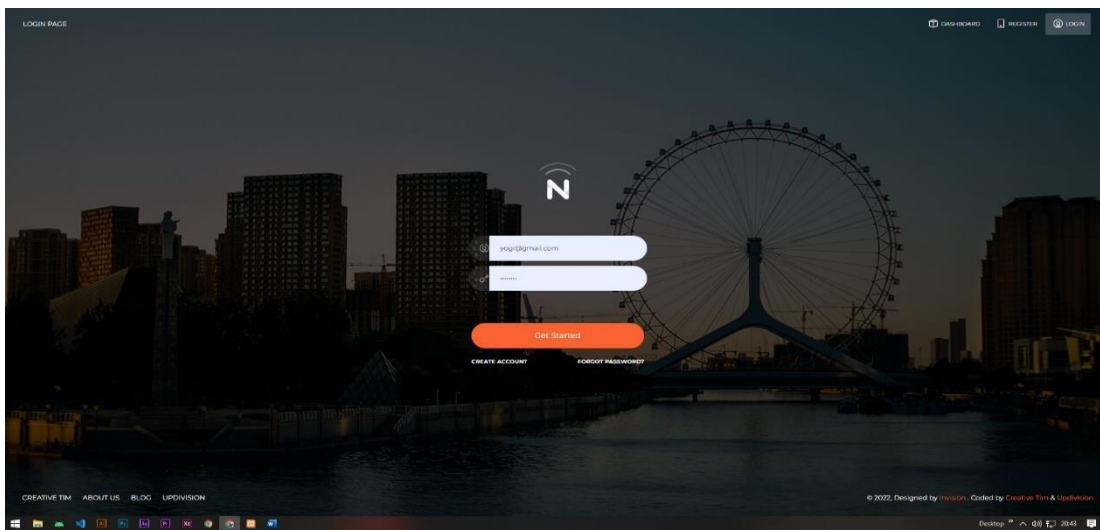 LOGIN PAGE
DASHBOARD
REGISTER
LOGIN
N
yogi@gmail.com
Get Started
CREATE ACCOUNT
FORGOT PASSWORD?
CREATIVE TIM ABOUT US BLOG UPDIVISION
© 2022, Designed by Invision . Coded by Creative Tim & Updivision
Desktop 20:43